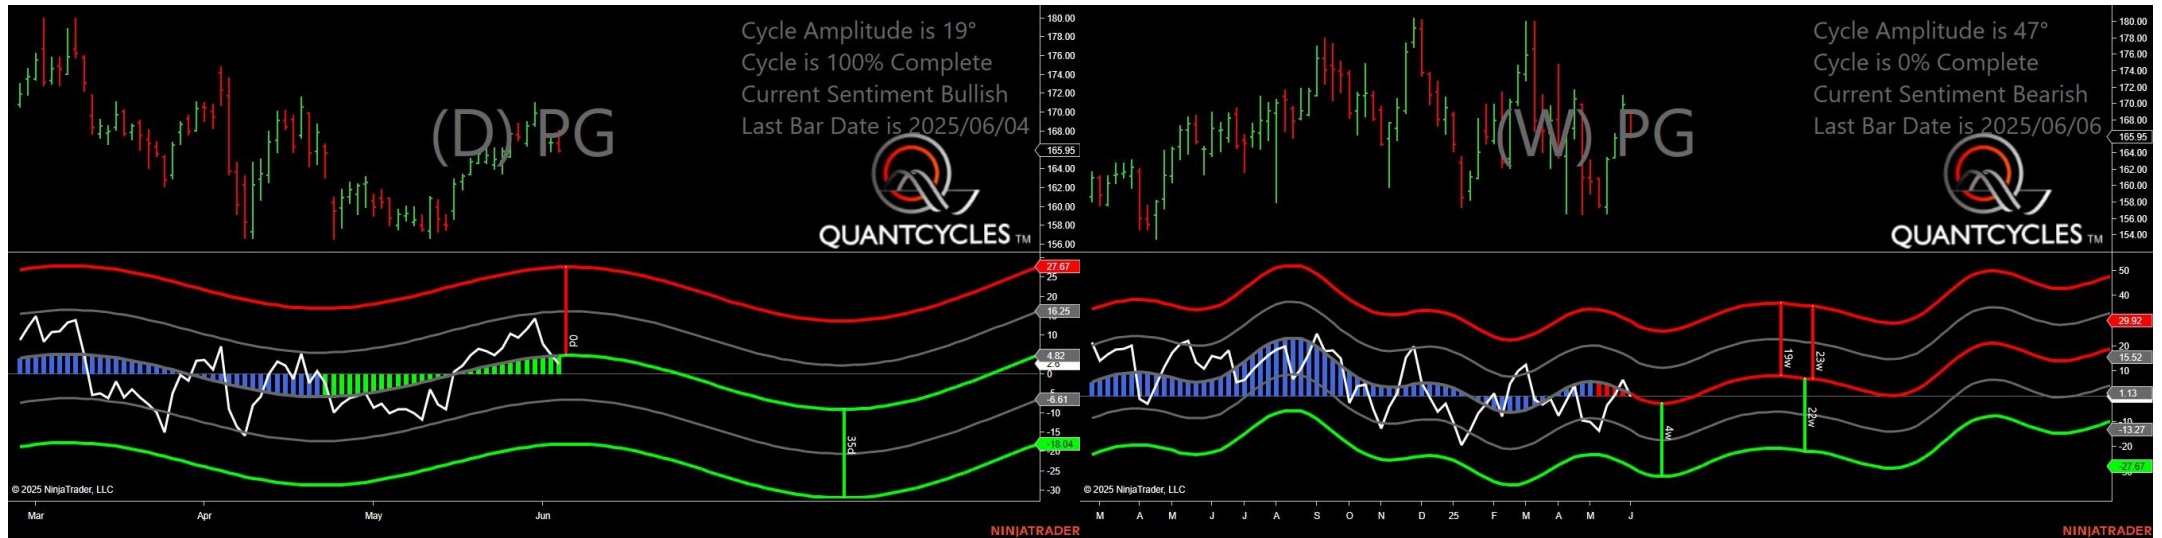 Cycle Amplitude is 19°
Cycle is 100% Complete
Current Sentiment Bullish
Last Bar Date is 2025/06/04
(D) PG
QUANTCYCLES TM
180.00
178.00
176.00
174.00
172.00
170.00
168.00
165.95
164.00
162.00
160.00
158.00
156.00
27.67
25
20
16.25
10
4.82
2.6
0
-6.61
-10
-15
-18.04
-20
-25
-30
0d
35d
© 2025 NinjaTrader, LLC
Mar Apr May Jun
NINJATRADER
Cycle Amplitude is 47°
Cycle is 0% Complete
Current Sentiment Bearish
Last Bar Date is 2025/06/06
(W) PG
QUANTCYCLES TM
180.00
178.00
176.00
174.00
172.00
170.00
168.00
165.95
164.00
162.00
160.00
158.00
156.00
154.00
50
40
29.92
20
15.52
10
1.13
-10
-13.27
-20
-27.67
19w
23w
4w
22w
© 2025 NinjaTrader, LLC
M A M J J A S O N D 25 F M A M J
NINJATRADER